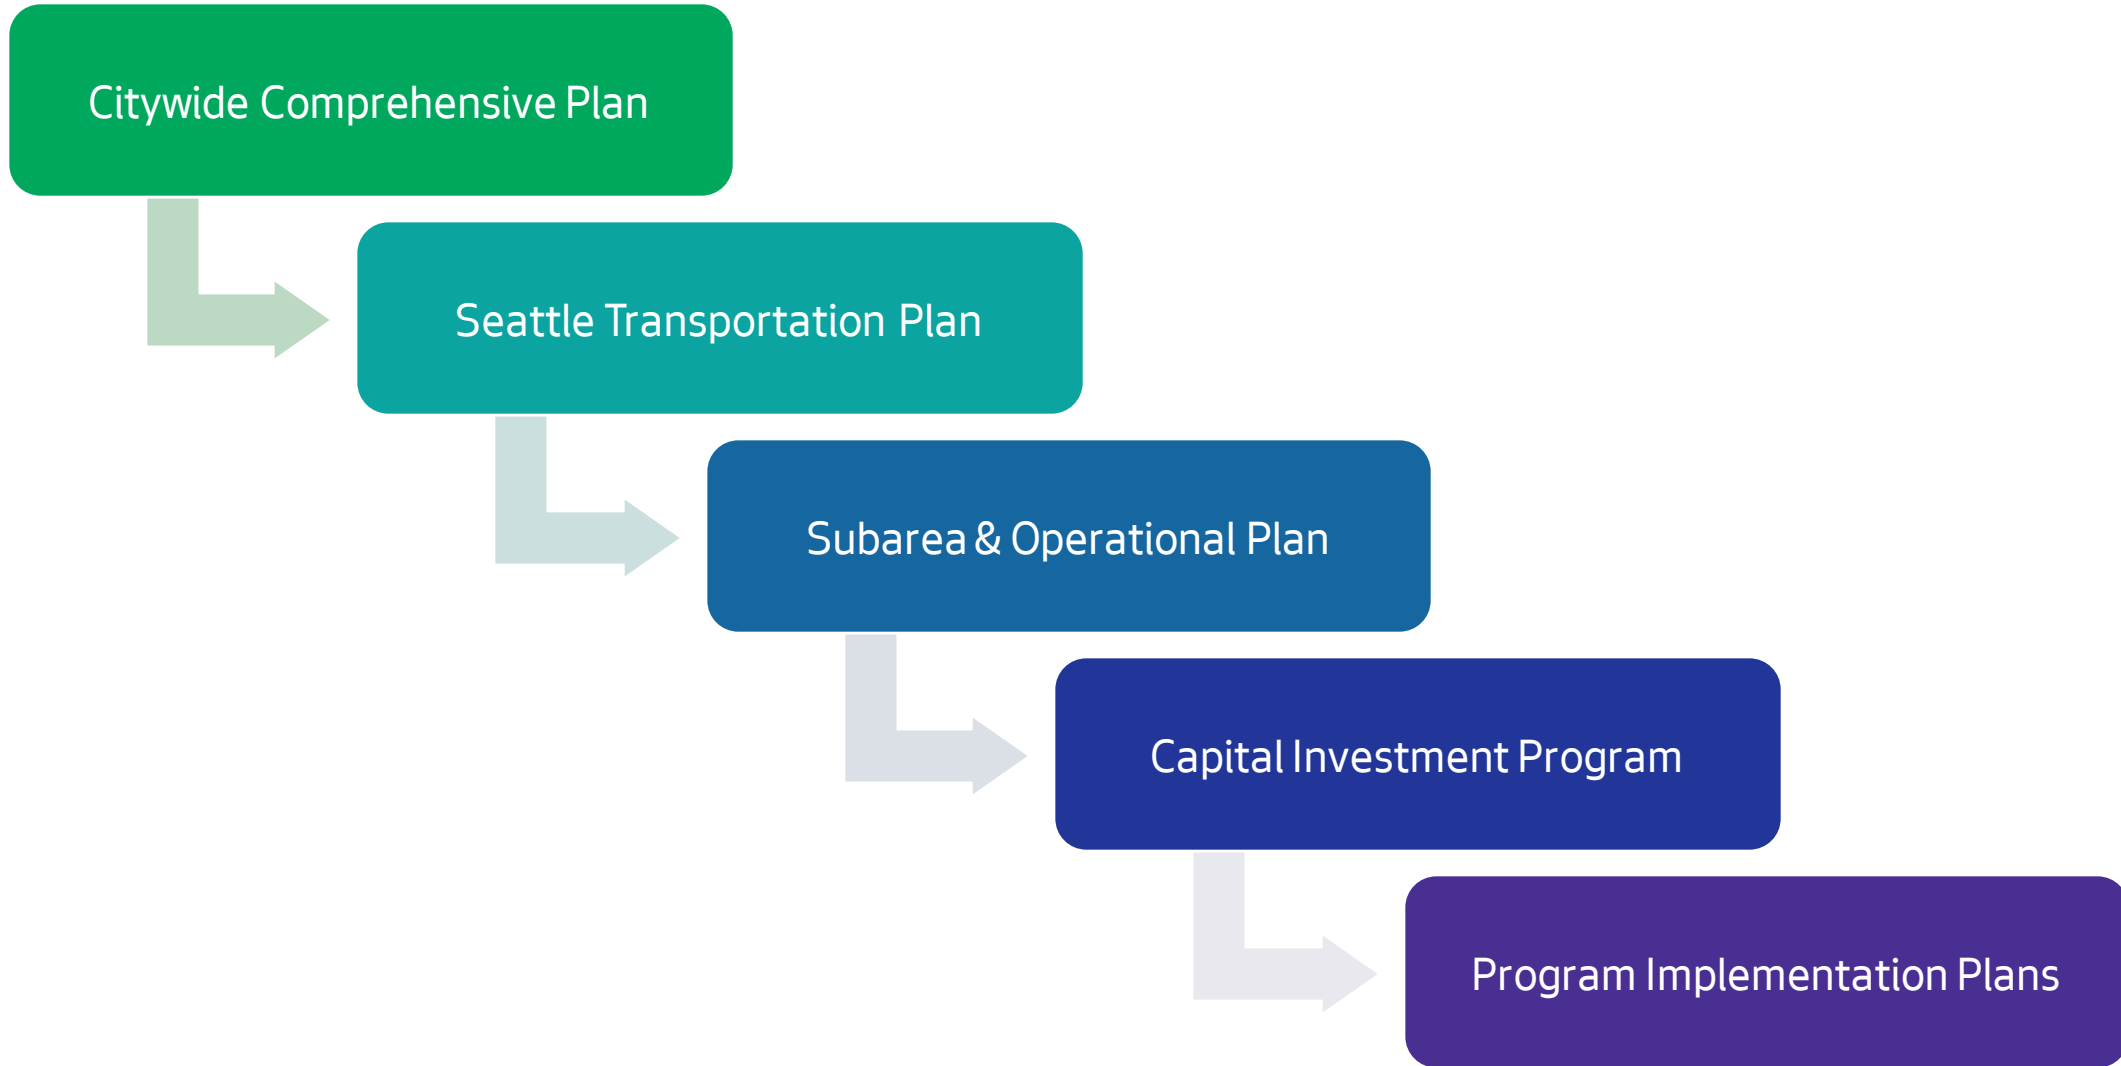 Citywide Comprehensive Plan
Seattle Transportation Plan
Subarea & Operational Plan
Capital Investment Program
Program Implementation Plans